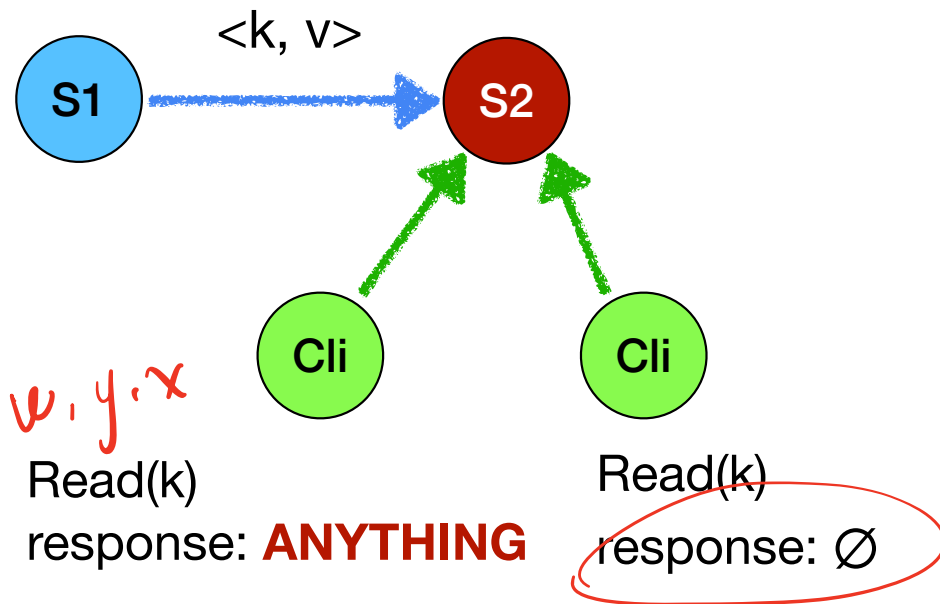 <k, v>
S1
S2
Cli
Cli
w, y, x
Read(k)
response: ANYTHING
Read(k)
response: ∅